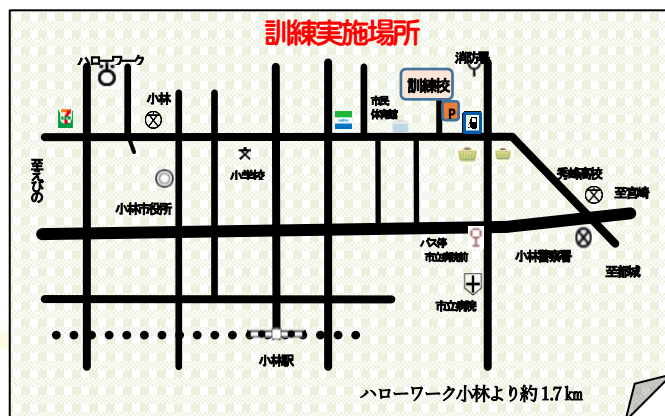 訓練実施場所
ハローワーク
消防署
訓練校
小林
市民
体育館
P
7
小学校
至えびの
秀峰高校
至宮崎
小林市役所
バス停
市立病院前
小林警察署
至都城
市立病院
小林駅
ハローワーク小林より約1.7㎞